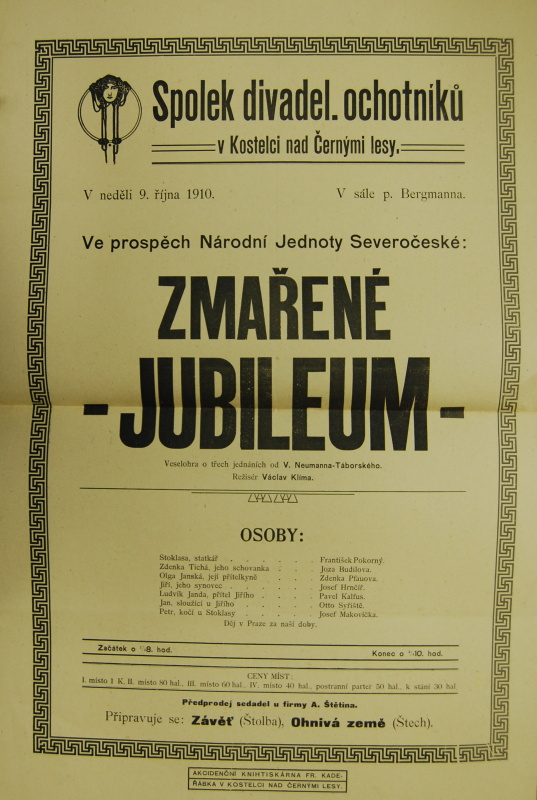 Spolek divadel. ochotníků
v Kostelci nad Černými lesy.
V neděli 9. října 1910. V sále p. Bergmanna.
Ve prospěch Národní Jednoty Severočeské:
ZMAŘENÉ
- JUBILEUM -
Veselohra o třech jednáních od V. Neumanna-Táborského.
Režisér Václav Klíma.
OSOBY:
Stoklasa, statkář . . . . . . František Pokorný.
Zdenka Tichá, jeho schovanka . . . Joza Budilova.
Olga Janská, její přítelkyně . . . . Zdenka Pfauova.
Jiří, jeho synovec . . . . . Josef Hrnčíř.
Ludvík Janda, přítel Jiřího . . . . Pavel Kalfus.
Jan, sloužící u Jiřího . . . . . Otto Syřiště.
Petr, kočí u Stoklasy . . . . . Josef Makovička.
Děj v Praze za naší doby.
Začátek o 8. hod. Konec o 10. hod.
CENY MÍST:
I. místo 1 K, II. místo 80 hal., III. místo 60 hal., IV. místo 40 hal., postranní parter 50 hal., k stání 30 hal.
Předprodej sedadel u firmy A. Štětina.
Připravuje se: Závěť (Štolba), Ohnivá země (Štech).
AKCIDENČNÍ KNIHTISKÁRNA FR. KADE-
ŘÁBKA V KOSTELCI NAD ČERNÝMI LESY.